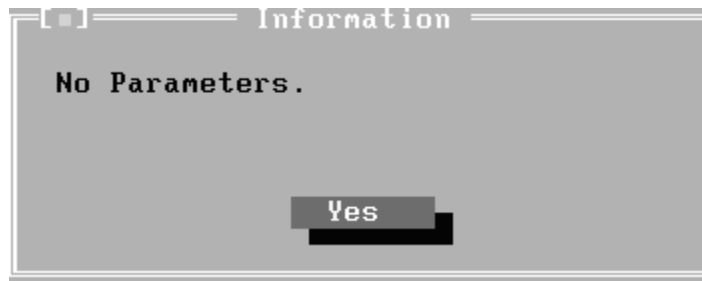 Information
No Parameters.
Yes